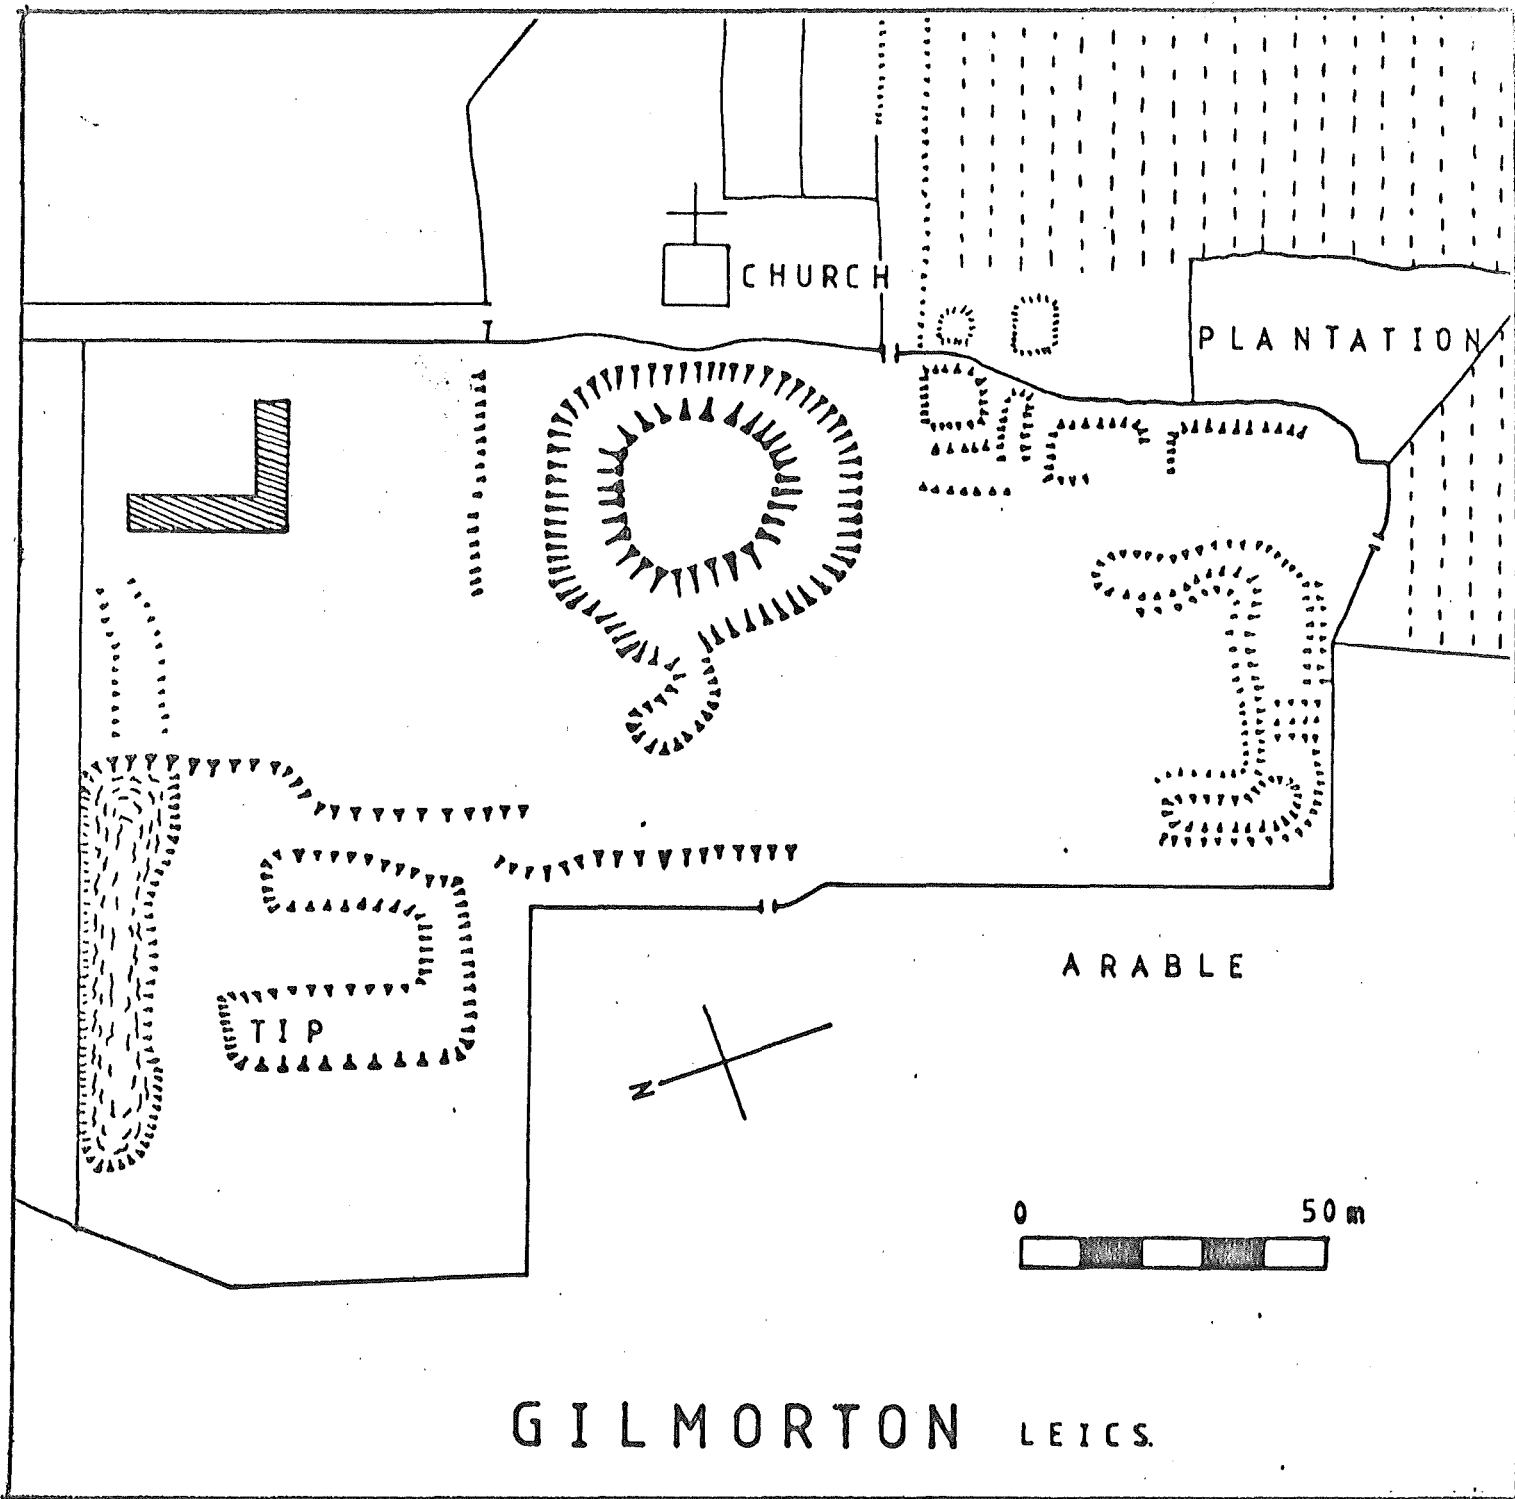 CHURCH
PLANTATION
TIP
ARABLE
N
0 50m
GILMORTON LEICS.